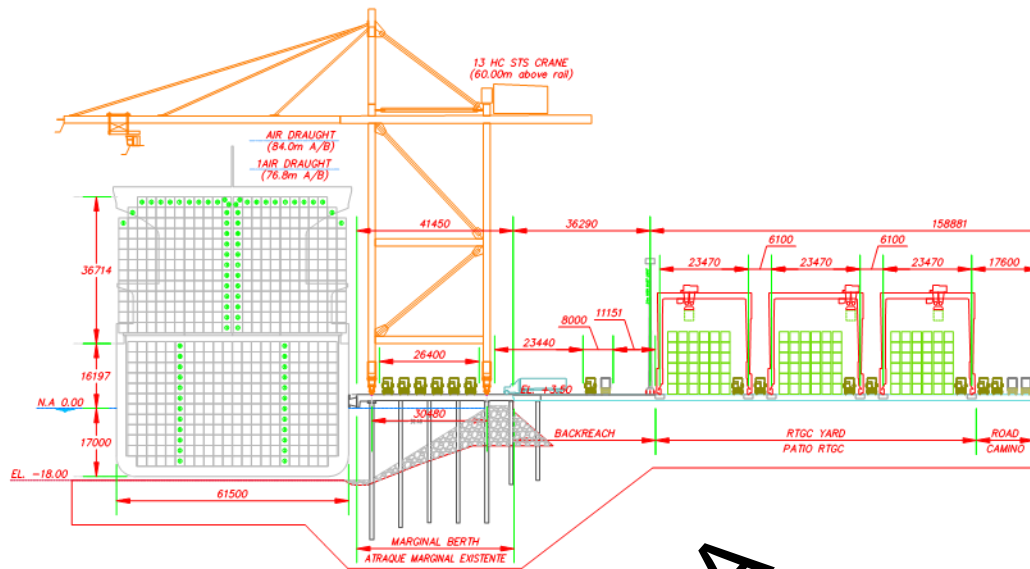 13 HC STS CRANE
(60.00m above rail)
AIR DRAUGHT
(84.0m A/B)
1AIR DRAUGHT
(76.8m A/B)
41450
36290
158881
6100
6100
23470
23470
23470
17600
36714
11151
8000
23440
26400
16197
EL. +3.50
N.A 0.00
30480
17000
BACKREACH
RTGC YARD
PATIO RTGC
ROAD
CAMINO
EL. -18.00
61500
MARGINAL BERTH
ATRAQUE MARGINAL EXISTENTE
A